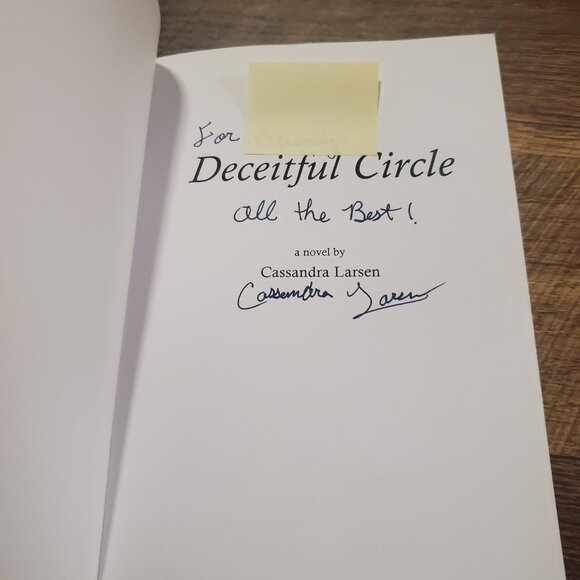 For
Deceitful Circle
All the Best!
a novel by
Cassandra Larsen
Cassandra Larsen